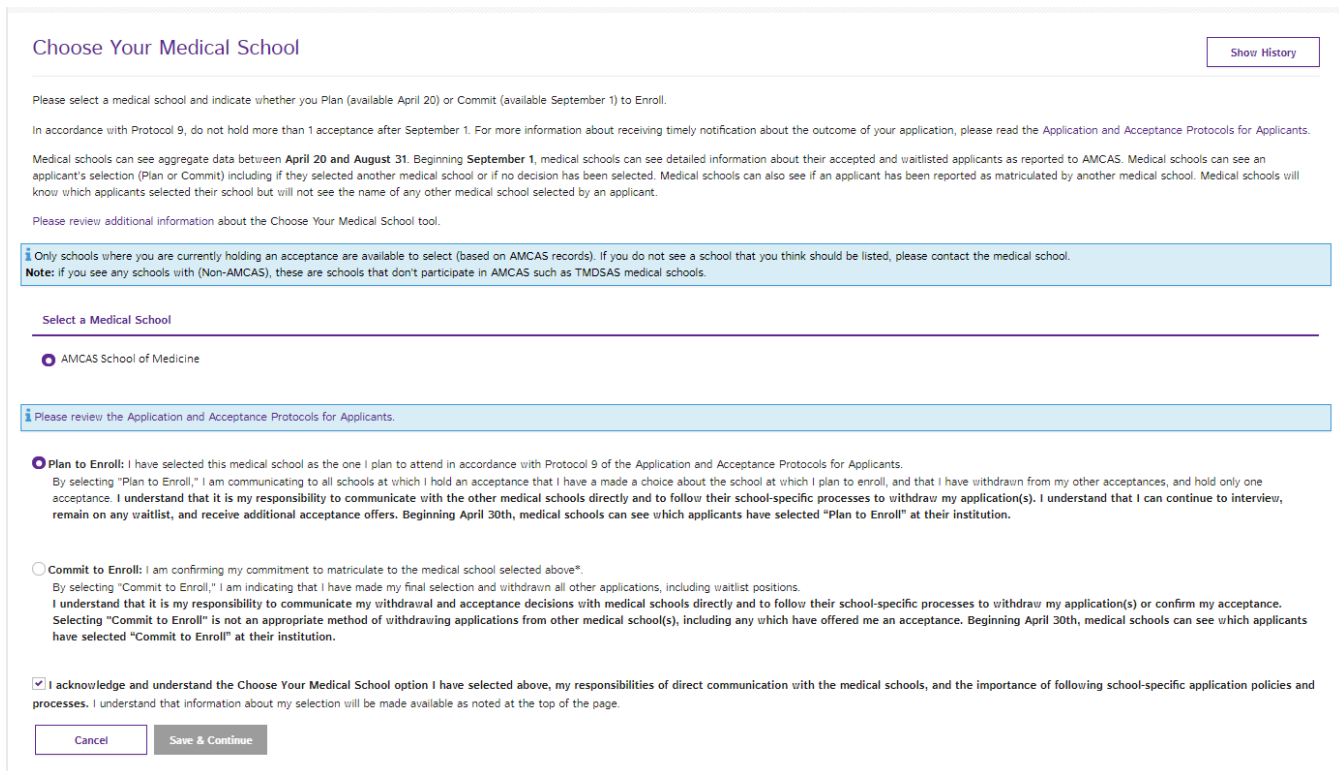 Choose Your Medical School
Show History
Please select a medical school and indicate whether you Plan (available April 20) or Commit (available September 1) to Enroll.
In accordance with Protocol 9, do not hold more than 1 acceptance after September 1. For more information about receiving timely notification about the outcome of your application, please read the Application and Acceptance Protocols for Applicants.
Medical schools can see aggregate data between April 20 and August 31. Beginning September 1, medical schools can see detailed information about their accepted and waitlisted applicants as reported to AMCAS. Medical schools can see an
applicant's selection (Plan or Commit) including if they selected another medical school or if no decision has been selected. Medical schools can also see if an applicant has been reported as matriculated by another medical school. Medical schools will
know which applicants selected their school but will not see the name of any other medical school selected by an applicant.
Please review additional information about the Choose Your Medical School tool.
i Only schools where you are currently holding an acceptance are available to select (based on AMCAS records). If you do not see a school that you think should be listed, please contact the medical school.
Note: if you see any schools with (Non-AMCAS), these are schools that don't participate in AMCAS such as TMDSAS medical schools.
Select a Medical School
AMCAS School of Medicine
i Please review the Application and Acceptance Protocols for Applicants.
Plan to Enroll: I have selected this medical school as the one I plan to attend in accordance with Protocol 9 of the Application and Acceptance Protocols for Applicants.
By selecting "Plan to Enroll," I am communicating to all schools at which I hold an acceptance that I have a made a choice about the school at which I plan to enroll, and that I have withdrawn from my other acceptances, and hold only one
acceptance. I understand that it is my responsibility to communicate with the other medical schools directly and to follow their school-specific processes to withdraw my application(s). I understand that I can continue to interview,
remain on any waitlist, and receive additional acceptance offers. Beginning April 30th, medical schools can see which applicants have selected “Plan to Enroll” at their institution.
Commit to Enroll: I am confirming my commitment to matriculate to the medical school selected above*.
By selecting "Commit to Enroll," I am indicating that I have made my final selection and withdrawn all other applications, including waitlist positions.
I understand that it is my responsibility to communicate my withdrawal and acceptance decisions with medical schools directly and to follow their school-specific processes to withdraw my application(s) or confirm my acceptance.
Selecting "Commit to Enroll" is not an appropriate method of withdrawing applications from other medical school(s), including any which have offered me an acceptance. Beginning April 30th, medical schools can see which applicants
have selected “Commit to Enroll” at their institution.
I acknowledge and understand the Choose Your Medical School option I have selected above, my responsibilities of direct communication with the medical schools, and the importance of following school-specific application policies and
processes. I understand that information about my selection will be made available as noted at the top of the page.
Cancel
Save & Continue